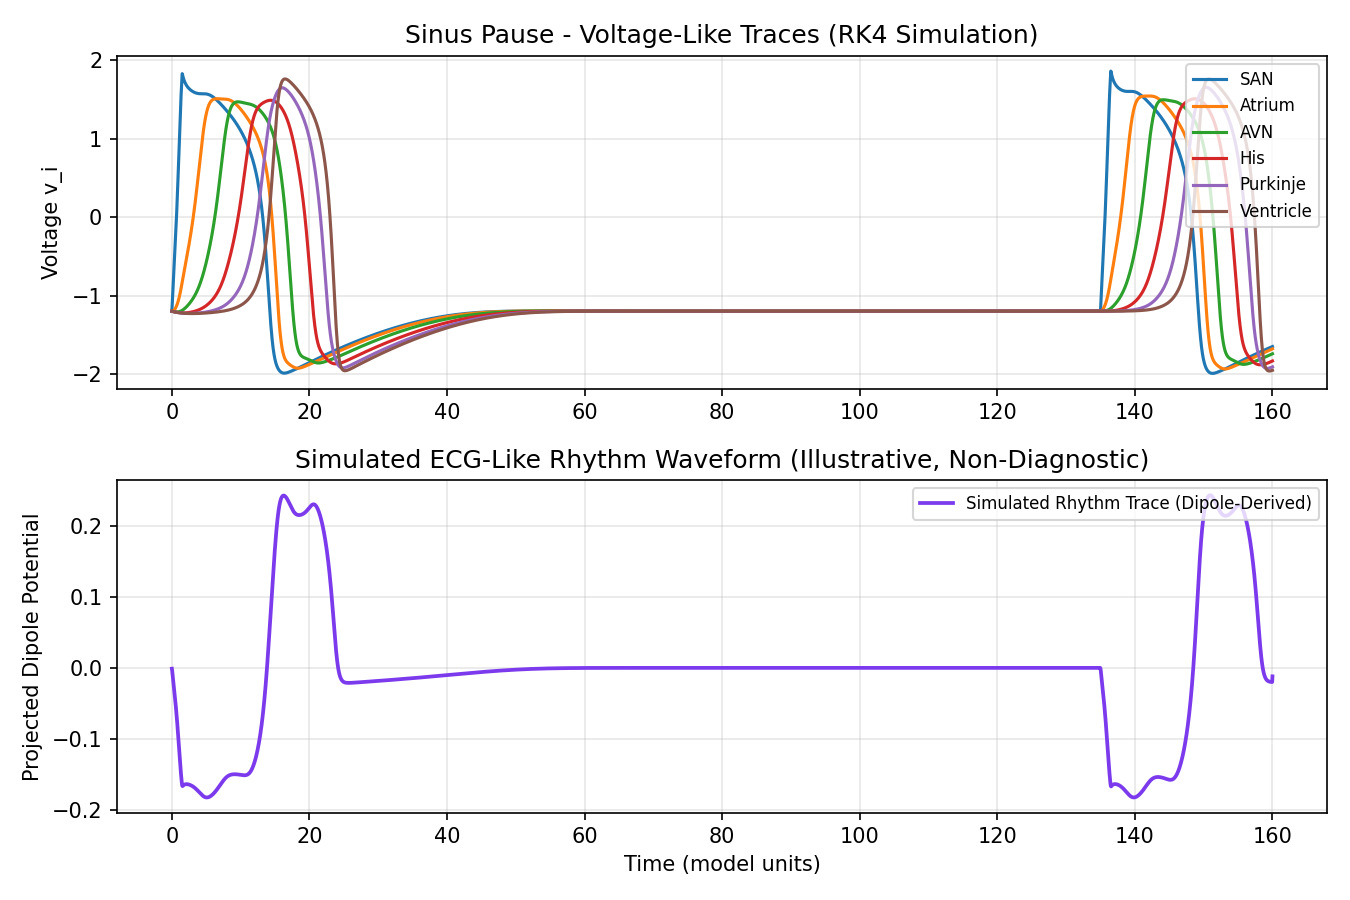 Sinus Pause - Voltage-Like Traces (RK4 Simulation)
Voltage v_i
2
1
0
−1
−2
SAN
Atrium
AVN
His
Purkinje
Ventricle
0 20 40 60 80 100 120 140 160
Simulated ECG-Like Rhythm Waveform (Illustrative, Non-Diagnostic)
Projected Dipole Potential
0.2
0.1
0.0
−0.1
−0.2
Simulated Rhythm Trace (Dipole-Derived)
0 20 40 60 80 100 120 140 160
Time (model units)